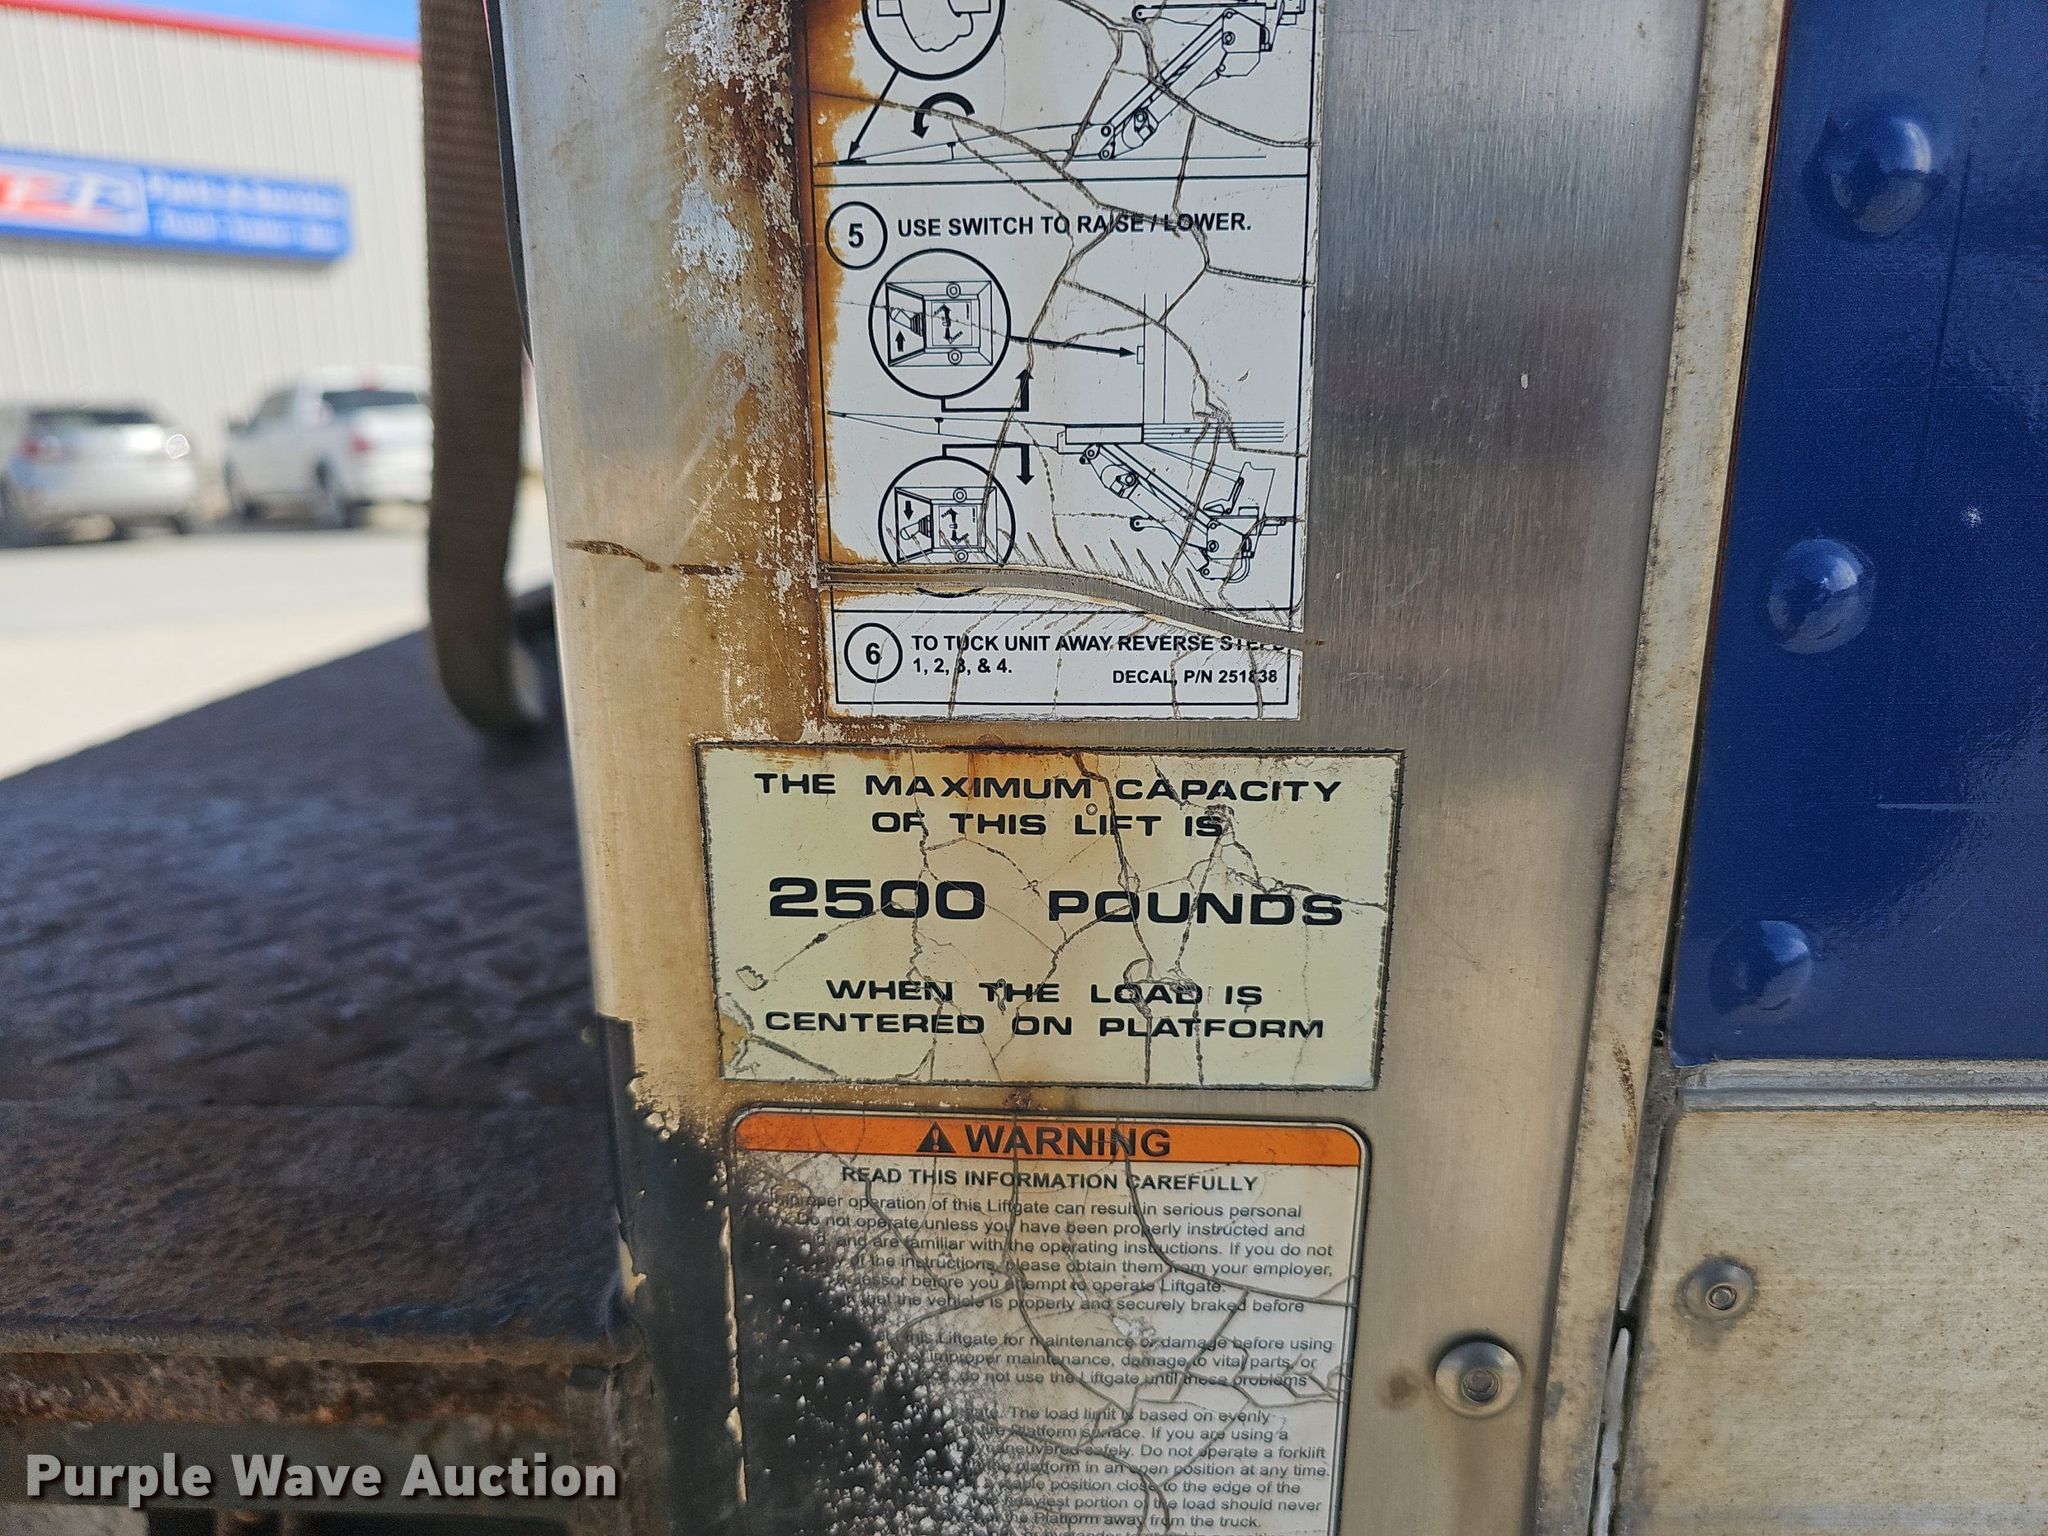 5 USE SWITCH TO RAISE / LOWER.
6 TO TUCK UNIT AWAY REVERSE STEPS
1, 2, 3, & 4.
DECAL, P/N 251838
THE MAXIMUM CAPACITY
OF THIS LIFT IS
2500 POUNDS
WHEN THE LOAD IS
CENTERED ON PLATFORM
WARNING
READ THIS INFORMATION CAREFULLY
Improper operation of this Liftgate can result in serious personal
Do not operate unless you have been properly instructed and
and are familiar with the operating instructions. If you do not
of the instructions, please obtain them from your employer,
before you attempt to operate Liftgate.
that the vehicle is properly and securely braked before
this Liftgate for maintenance or damage before using
improper maintenance, damage to vital parts, or
do not use the Liftgate until these problems
The load limit is based on evenly
Platform surface. If you are using a
maneuvered safely. Do not operate a forklift
platform in an open position at any time.
position close to the edge of the
heaviest portion of the load should never
the Platform away from the truck.
Purple Wave Auction